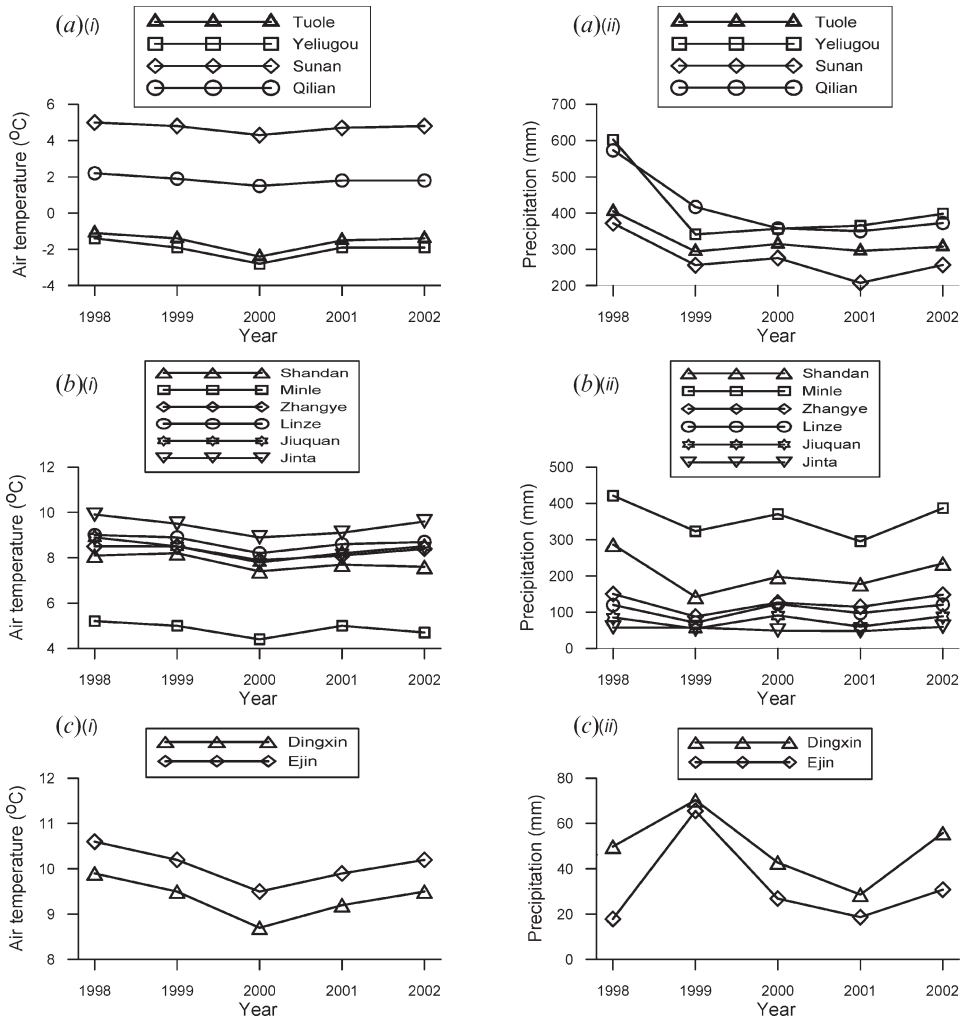 (a)(i)
Tuole
Yeliugou
Sunan
Qilian
Air temperature (°C)
6
4
2
0
-2
-4
1998 1999 2000 2001 2002
Year
(a)(ii)
Tuole
Yeliugou
Sunan
Qilian
Precipitation (mm)
700
600
500
400
300
200
1998 1999 2000 2001 2002
Year
(b)(i)
Shandan
Minle
Zhangye
Linze
Jiuquan
Jinta
Air temperature (°C)
12
10
8
6
4
1998 1999 2000 2001 2002
Year
(b)(ii)
Shandan
Minle
Zhangye
Linze
Jiuquan
Jinta
Precipitation (mm)
500
400
300
200
100
0
1998 1999 2000 2001 2002
Year
(c)(i)
Dingxin
Ejin
Air temperature (°C)
12
11
10
9
8
1998 1999 2000 2001 2002
Year
(c)(ii)
Dingxin
Ejin
Precipitation (mm)
80
60
40
20
0
1998 1999 2000 2001 2002
Year